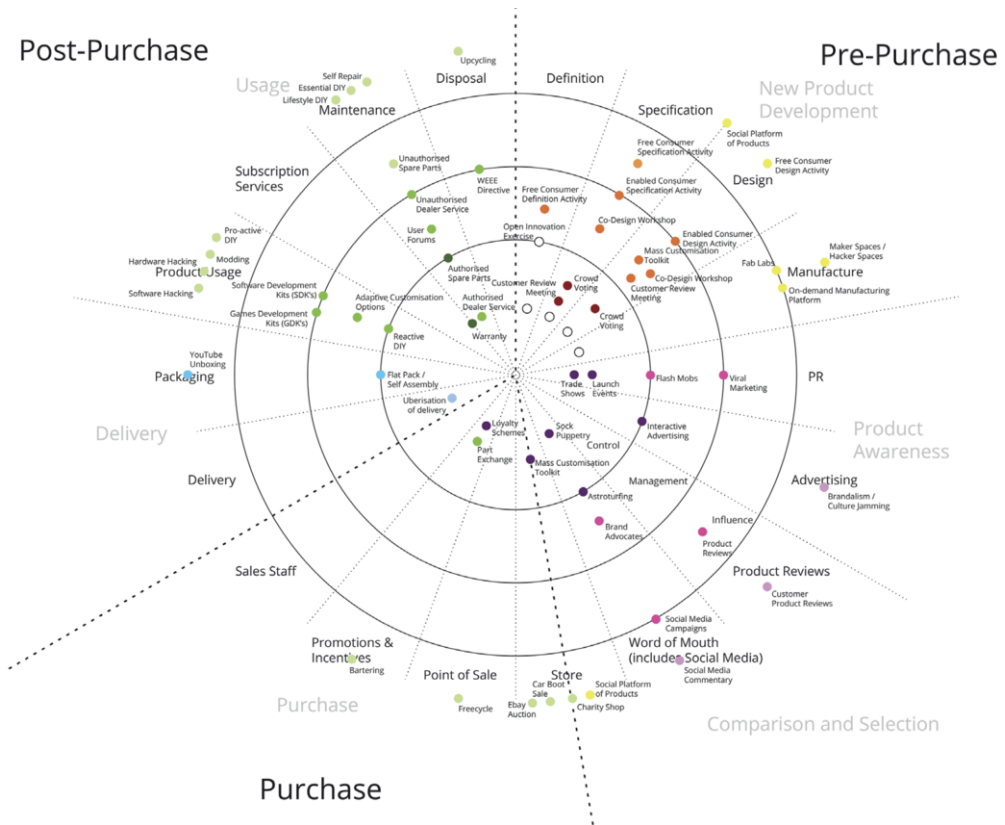 Post-Purchase
Pre-Purchase
Upcycling
Disposal
Definition
Usage
Self Repair
Essential DIY
Lifestyle DIY
Maintenance
New Product
Development
Specification
Social Platform
of Products
Free Consumer
Specification Activity
Free Consumer
Design Activity
Design
Unauthorised
Spare Parts
Subscription
Services
WEEE
Directive
Unauthorised
Dealer Service
Free Consumer
Definition Activity
Enabled Consumer
Specification Activity
Co-Design Workshop
User
Forums
Open Innovation
Exercise
Enabled Consumer
Design Activity
Pro-active
DIY
Modding
Hardware Hacking
Product Usage
Software Hacking
Mass Customisation
Toolkit
Co-Design Workshop
Customer Review
Meeting
Fab Labs
Maker Spaces /
Hacker Spaces
Manufacture
On-demand Manufacturing
Platform
Authorised
Spare Parts
Customer Review
Meeting
Crowd
Voting
Crowd
Voting
Software Development
Kits (SDK's)
Games Development
Kits (GDK's)
Adaptive Customisation
Options
Authorised
Dealer Service
Warranty
Reactive
DIY
YouTube
Unboxing
Packaging
Flat Pack /
Self Assembly
Uberisation
of delivery
Trade
Shows
Launch
Events
Flash Mobs
Viral
Marketing
PR
Delivery
Loyalty
Schemes
Part
Exchange
Sock
Puppetry
Control
Interactive
Advertising
Product
Awareness
Mass Customisation
Toolkit
Delivery
Management
Astroturfing
Advertising
Brandalism /
Culture Jamming
Brand
Advocates
Influence
Product
Reviews
Sales Staff
Product Reviews
Customer
Product Reviews
Social Media
Campaigns
Promotions &
Incentives
Bartering
Word of Mouth
(includes Social Media)
Social Media
Commentary
Point of Sale
Store
Freecycle
Ebay
Auction
Car Boot
Sale
Social Platform
of Products
Charity Shop
Purchase
Comparison and Selection
Purchase